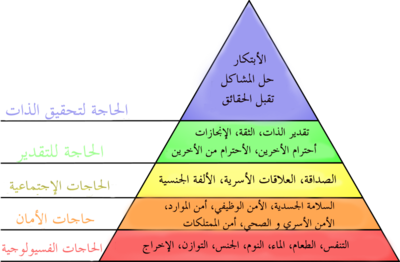 الأبتكار
حل المشاكل
تقبل الحقائق
الحاجة لتحقيق الذات
تقدير الذات، الثقة، الإنجازات
أحترام الأخرين، الأحترام من الأخرين
الحاجة للتقدير
الصداقة، العلاقات الأسرية، الألفة الجنسية
الحاجات الإجتماعية
السلامة الجسدية، الأمن الوظيفي، أمن الموارد،
الأمن الأسري و الصحي، أمن الممتلكات
حاجات الأمان
التنفس، الطعام، الماء، النوم، الجنس، التوازن، الإخراج
الحاجات الفسيولوجية